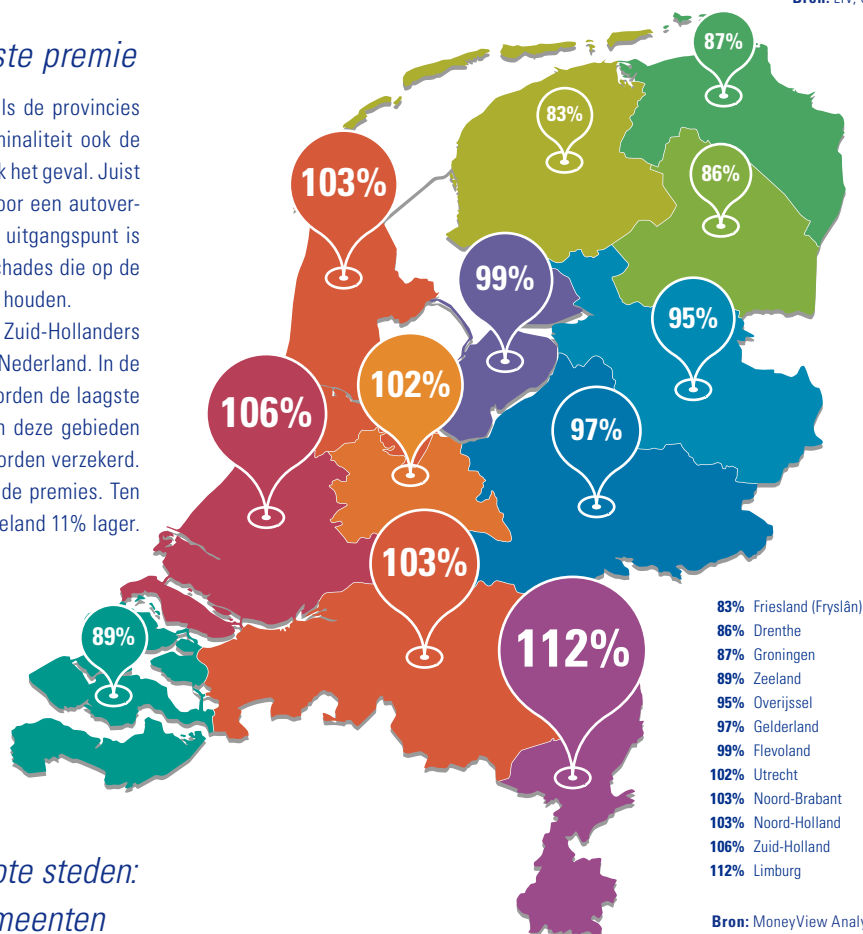 ste premie
ls de provincies
ninaliteit ook de
k het geval. Juist
oor een autover-
uitgangspunt is
chades die op de
houden.
Zuid-Hollanders
Nederland. In de
orden de laagste
n deze gebieden
orden verzekerd.
de premies. Ten
eland 11% lager.
87%
83%
86%
103%
99%
95%
102%
106%
97%
103%
89%
112%
83% Friesland (Fryslân)
86% Drenthe
87% Groningen
89% Zeeland
95% Overijssel
97% Gelderland
99% Flevoland
102% Utrecht
103% Noord-Brabant
103% Noord-Holland
106% Zuid-Holland
112% Limburg
ote steden:
meenten
Bron: MoneyView Analy